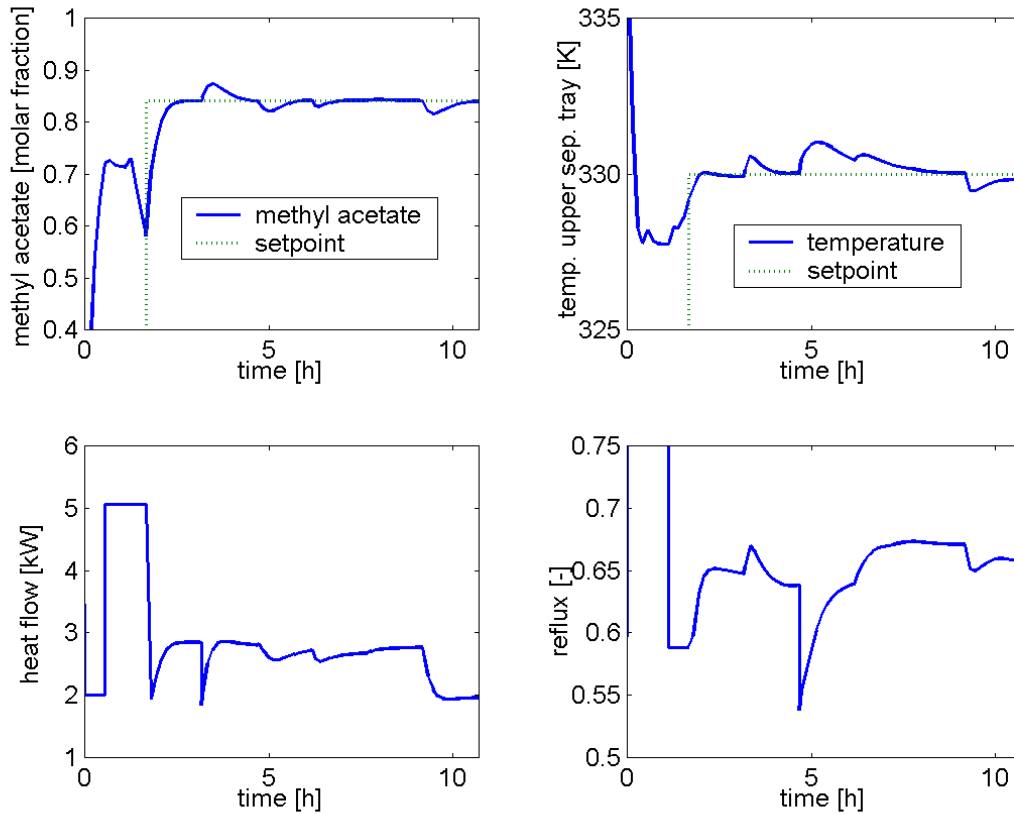 methyl acetate [molar fraction]
1
0.9
0.8
0.7
0.6
0.5
0.4
methyl acetate
setpoint
0
5
10
time [h]
temp. upper sep. tray [K]
335
330
325
temperature
setpoint
0
5
10
time [h]
heat flow [kW]
6
5
4
3
2
1
0
5
10
time [h]
reflux [-]
0.75
0.7
0.65
0.6
0.55
0.5
0
5
10
time [h]